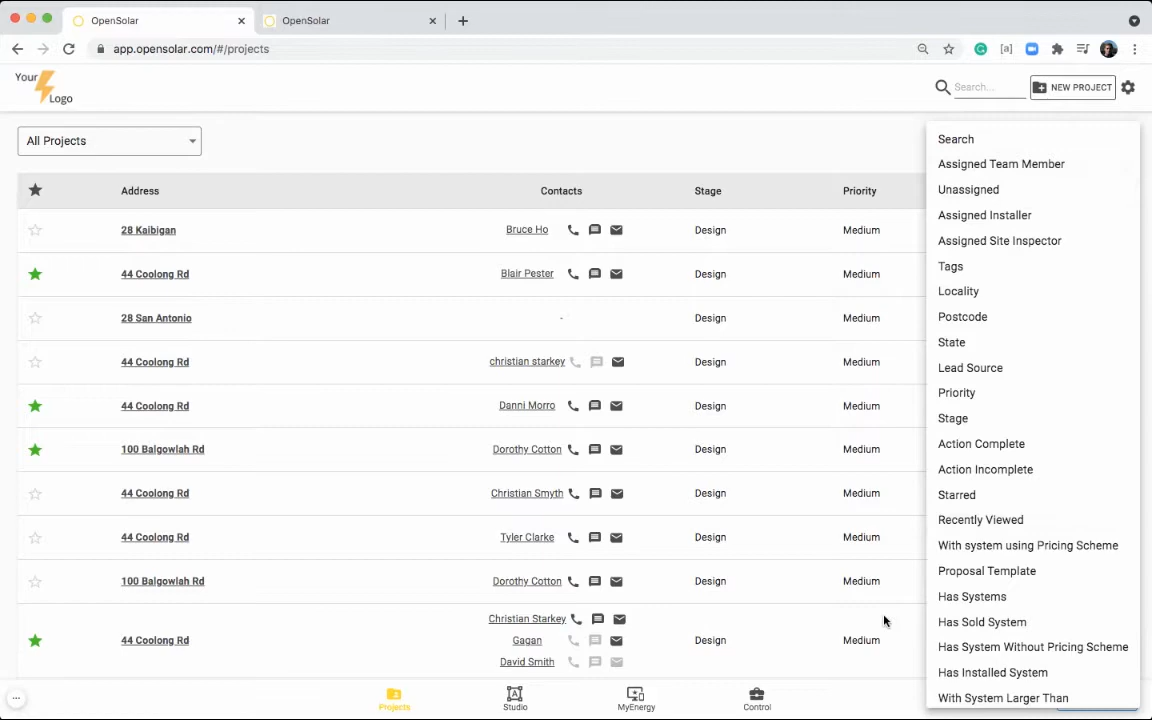 OpenSolar
OpenSolar
app.opensolar.com/#/projects
[a]
Your
Logo
Search...
NEW PROJECT
All Projects
Address
Contacts
Stage
Priority
28 Kaibigan
Bruce Ho
Design
Medium
44 Coolong Rd
Blair Pester
Design
Medium
28 San Antonio
-
Design
Medium
44 Coolong Rd
christian starkey
Design
Medium
44 Coolong Rd
Danni Morro
Design
Medium
100 Balgowlah Rd
Dorothy Cotton
Design
Medium
44 Coolong Rd
Christian Smyth
Design
Medium
44 Coolong Rd
Tyler Clarke
Design
Medium
100 Balgowlah Rd
Dorothy Cotton
Design
Medium
44 Coolong Rd
Christian Starkey
Gagan
David Smith
Design
Medium
Search
Assigned Team Member
Unassigned
Assigned Installer
Assigned Site Inspector
Tags
Locality
Postcode
State
Lead Source
Priority
Stage
Action Complete
Action Incomplete
Starred
Recently Viewed
With system using Pricing Scheme
Proposal Template
Has Systems
Has Sold System
Has System Without Pricing Scheme
Has Installed System
With System Larger Than
Projects
Studio
MyEnergy
Control